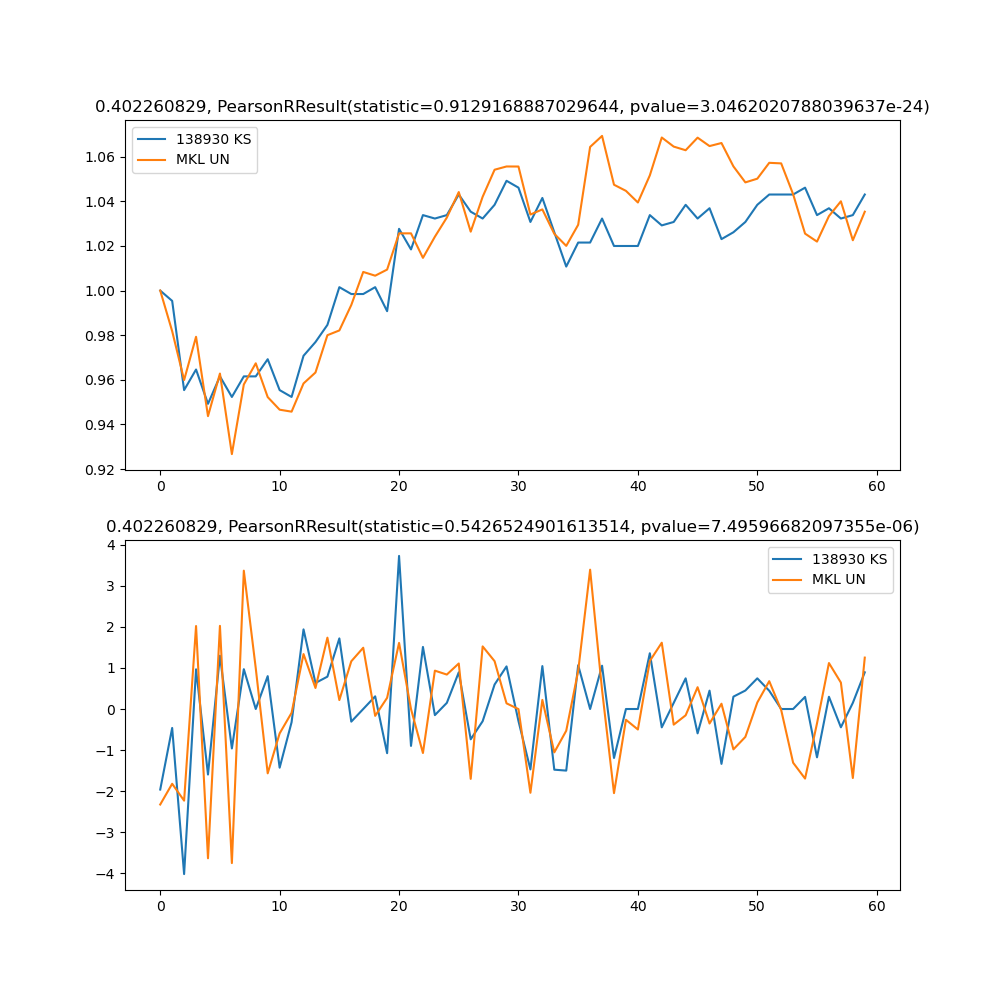 0.402260829, PearsonRResult(statistic=0.9129168887029644, pvalue=3.0462020788039637e-24)
138930 KS
MKL UN
1.06
1.04
1.02
1.00
0.98
0.96
0.94
0.92
0 10 20 30 40 50 60
0.402260829, PearsonRResult(statistic=0.5426524901613514, pvalue=7.49596682097355e-06)
138930 KS
MKL UN
4
3
2
1
0
−1
−2
−3
−4
0 10 20 30 40 50 60